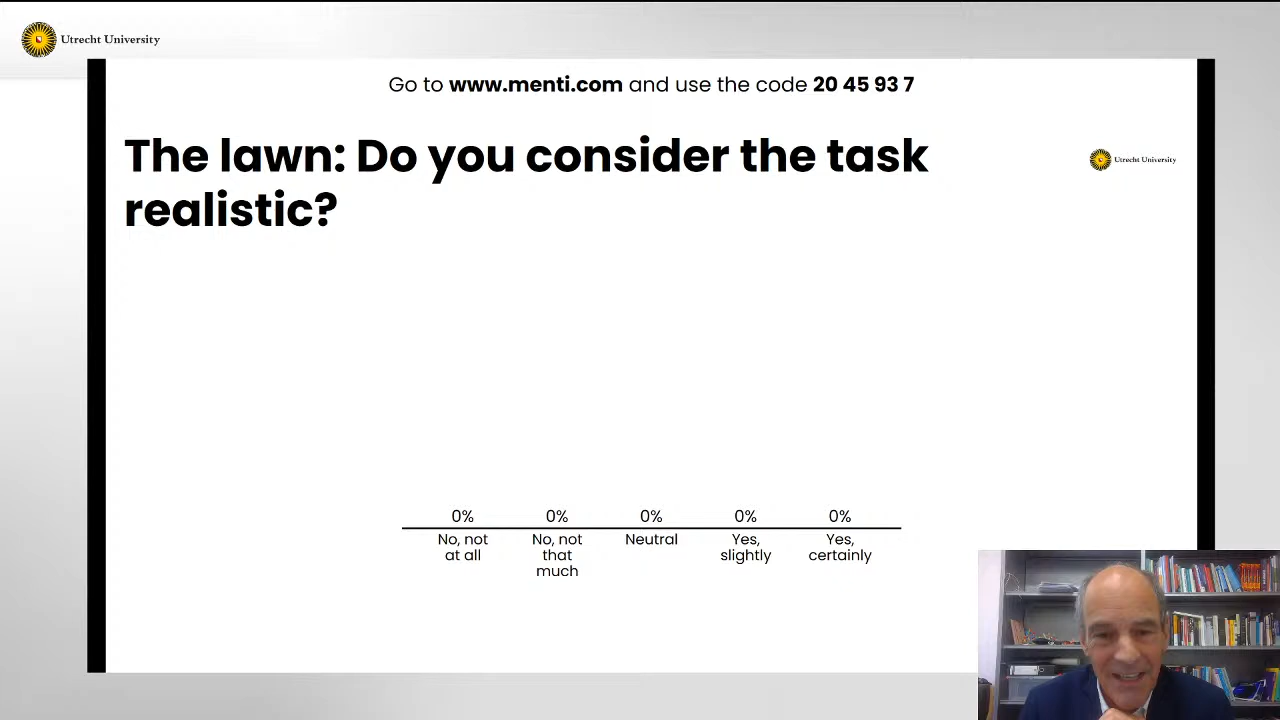 Utrecht University
Go to www.menti.com and use the code 20 45 93 7
The lawn: Do you consider the task
realistic?
Utrecht University
0% 0% 0% 0% 0%
No, not at all
No, not that much
Neutral
Yes, slightly
Yes, certainly